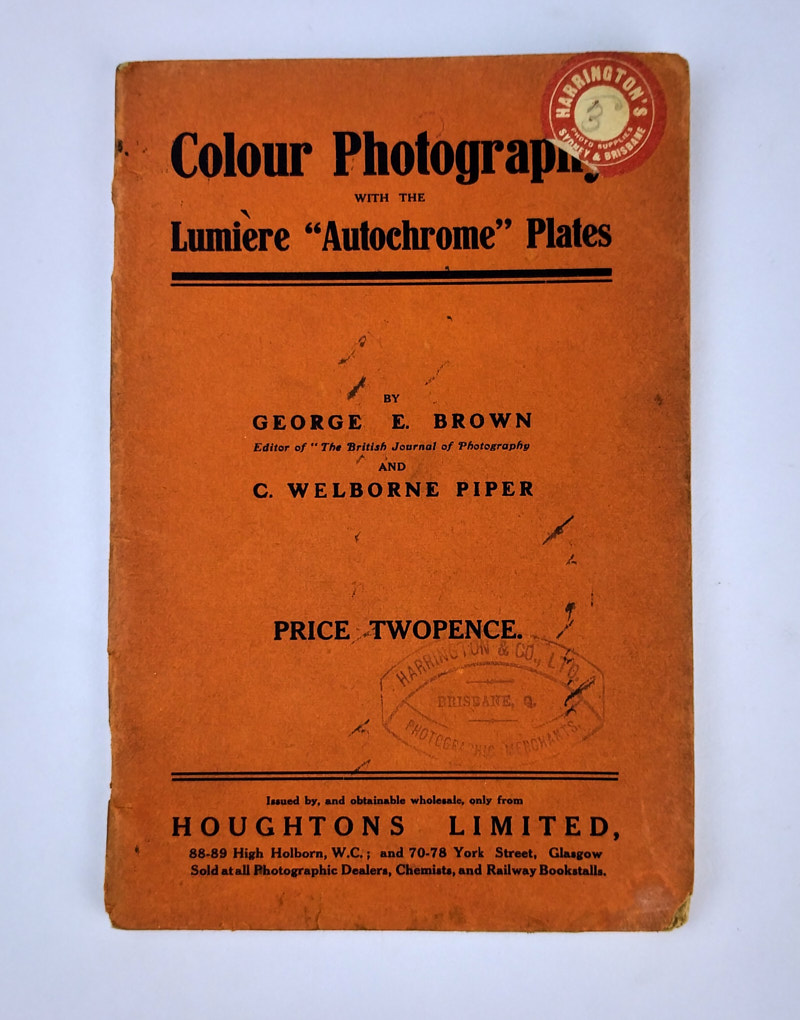 HARRINGTON'S
PHOTO SUPPLIES
SYDNEY & BRISBANE
Colour Photography
WITH THE
Lumière “Autochrome” Plates
BY
GEORGE E. BROWN
Editor of “The British Journal of Photography
AND
C. WELBORNE PIPER
PRICE TWOPENCE.
HARRINGTON & CO., LTD.
BRISBANE, Q.
PHOTOGRAPHIC MERCHANTS.
Issued by, and obtainable wholesale, only from
HOUGHTONS LIMITED,
88-89 High Holborn, W.C.; and 70-78 York Street, Glasgow
Sold at all Photographic Dealers, Chemists, and Railway Bookstalls.